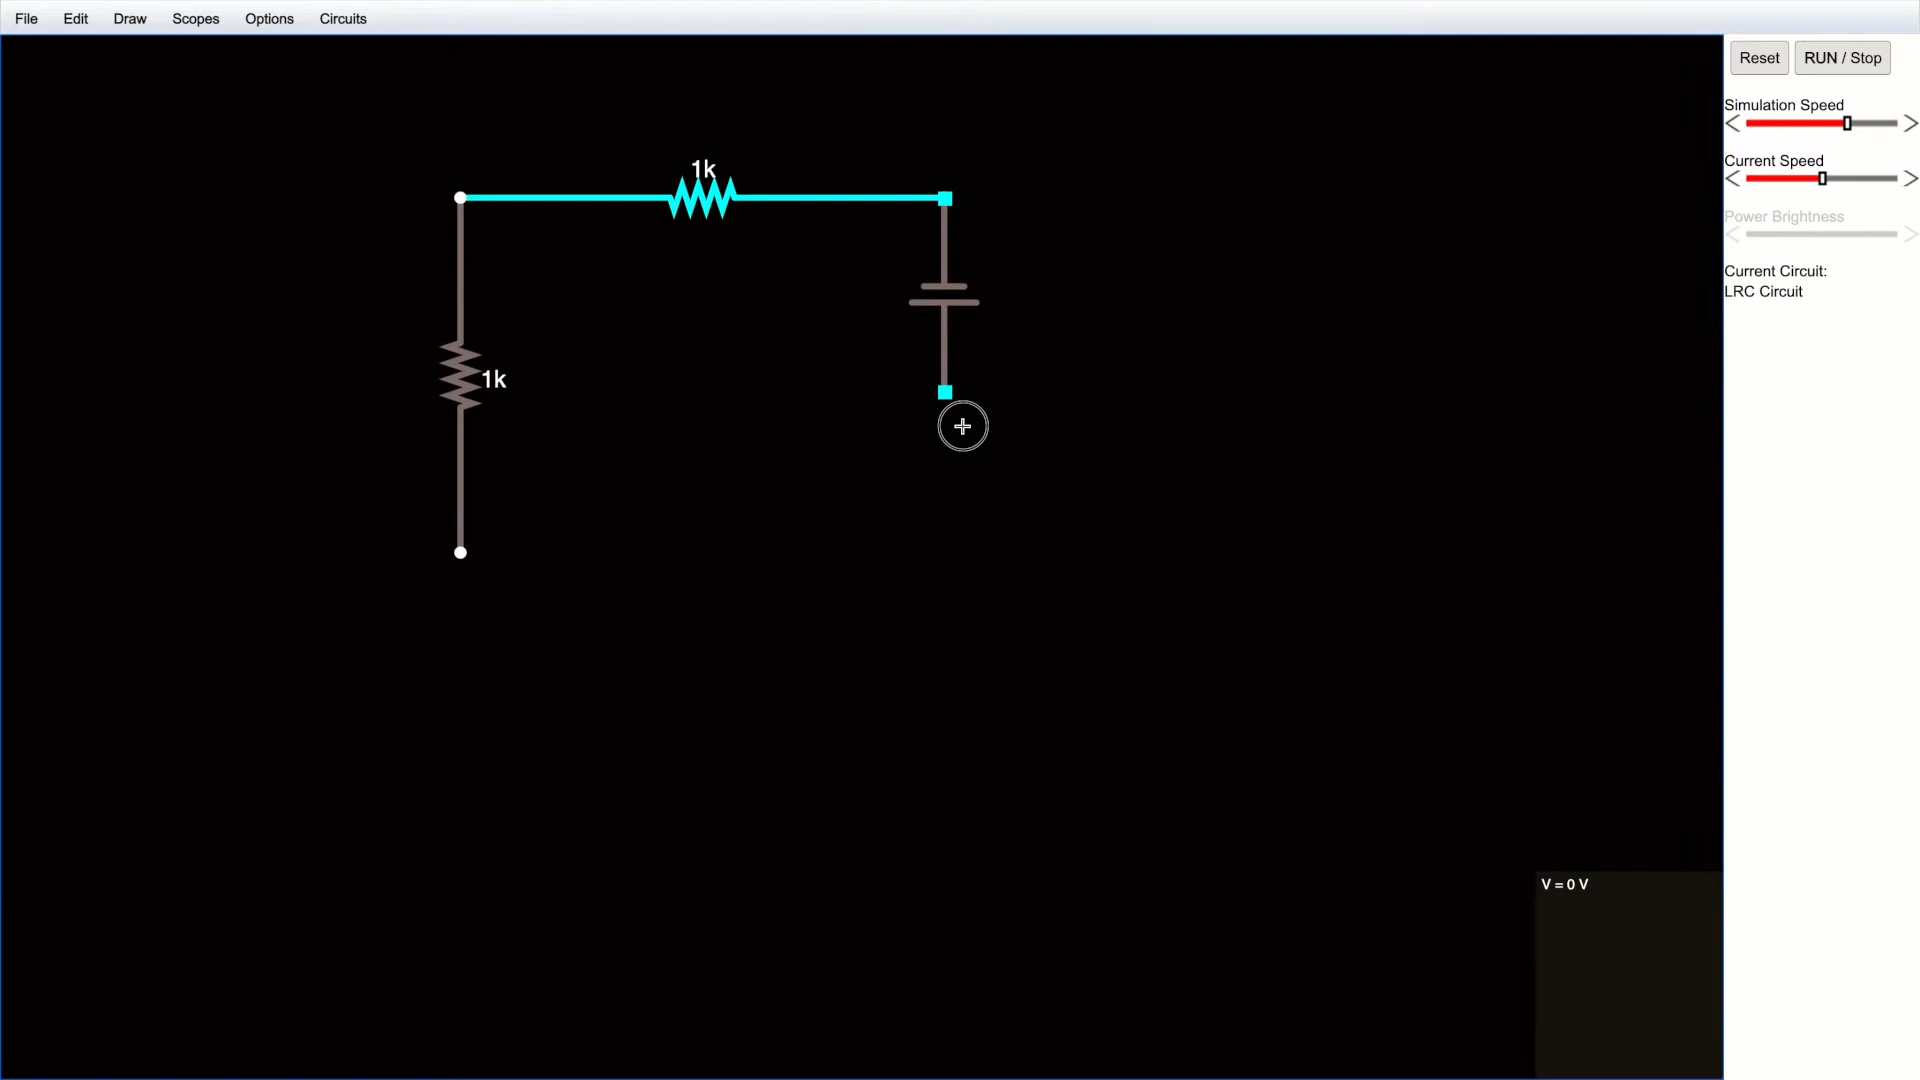 File Edit Draw Scopes Options Circuits
Reset RUN / Stop
Simulation Speed
Current Speed
Power Brightness
Current Circuit:
LRC Circuit
1k
1k
V = 0 V